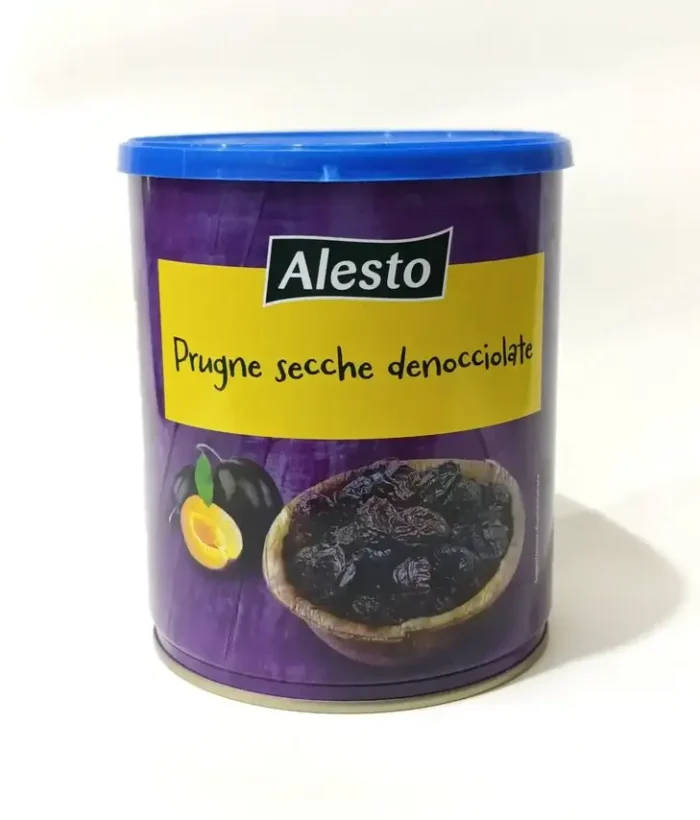 Alesto
Prugne secche denocciolate